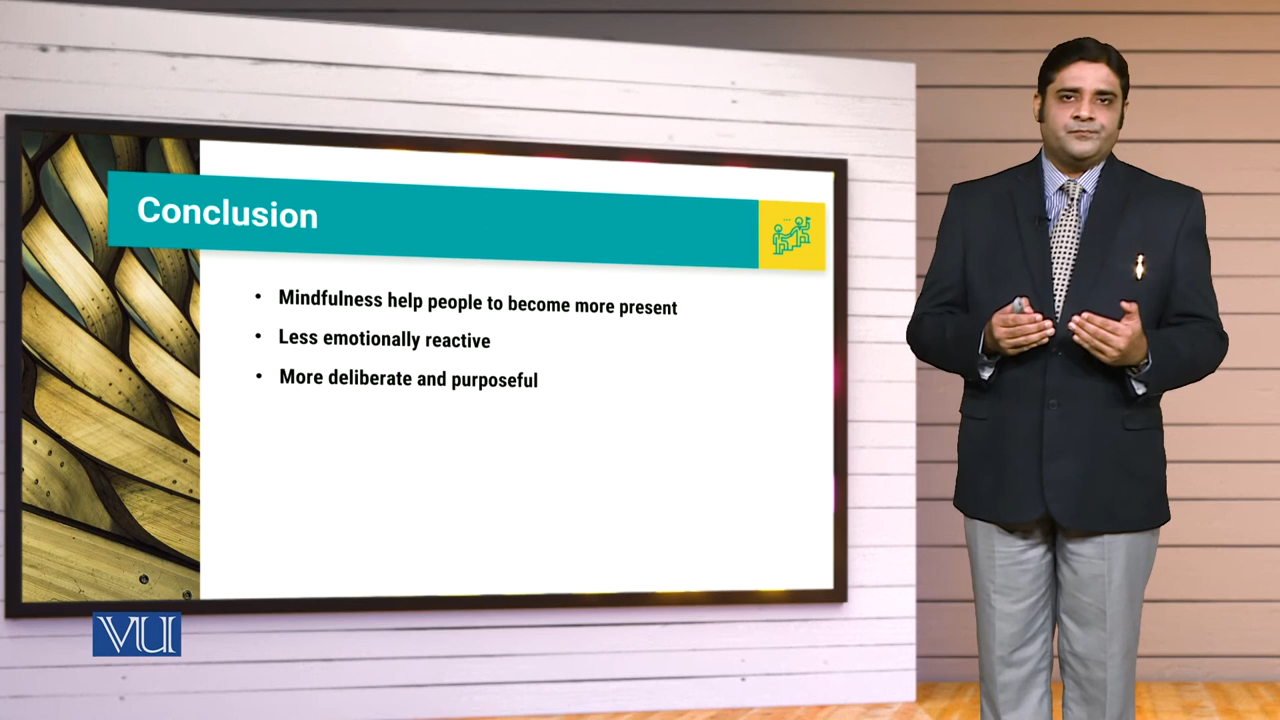 Conclusion
• Mindfulness help people to become more present
• Less emotionally reactive
• More deliberate and purposeful
VU